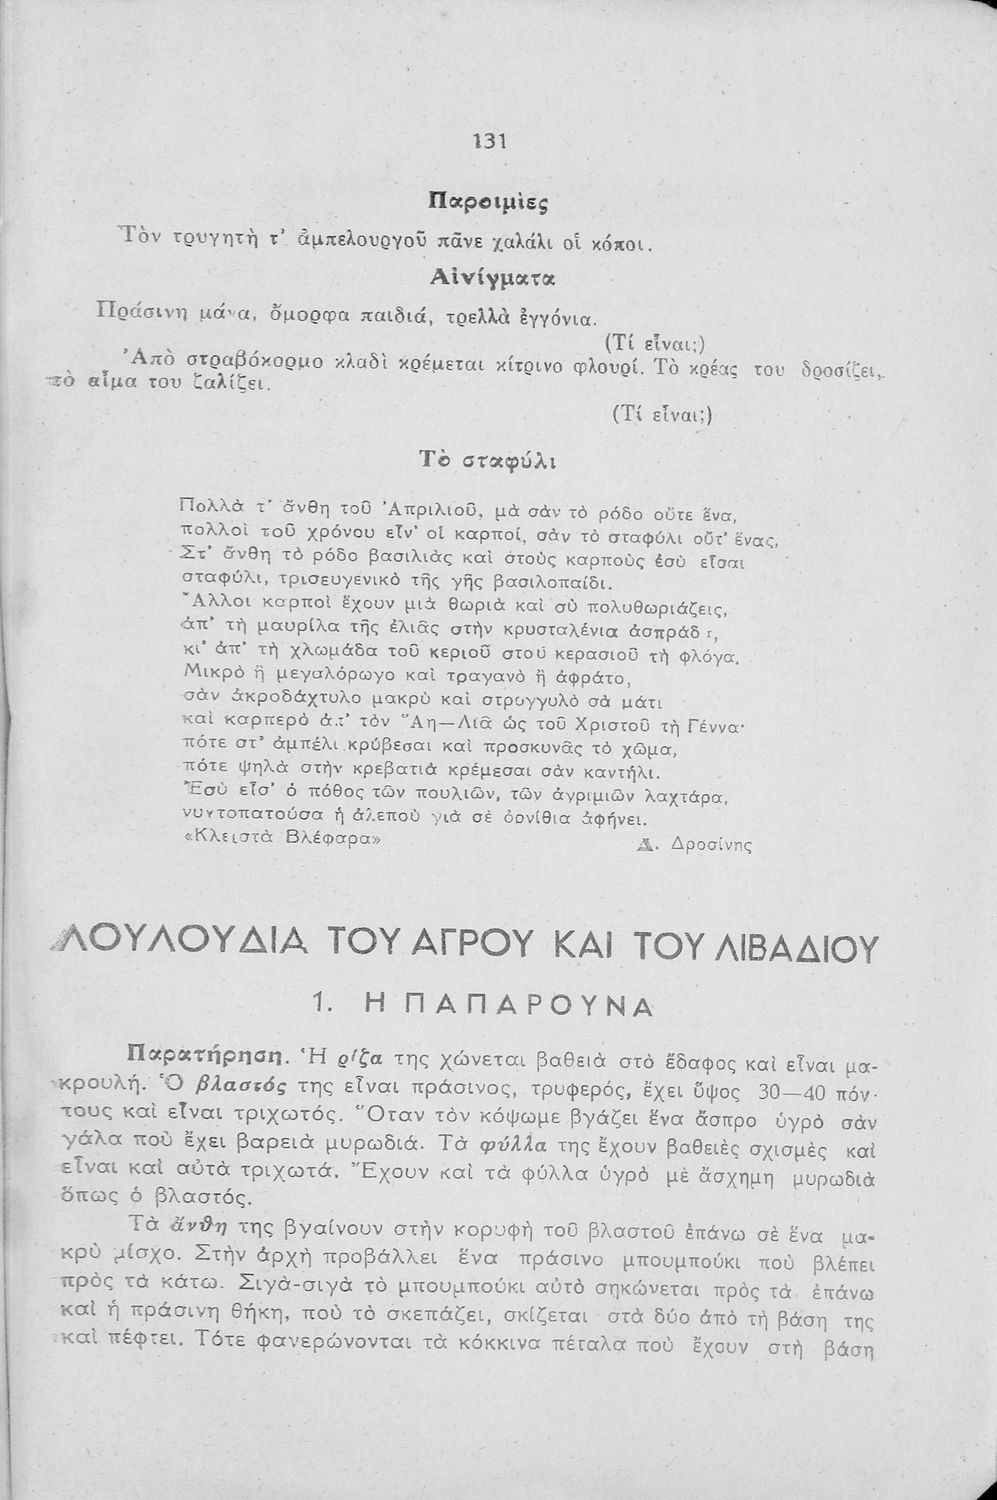 131
Παροιμίες
Τὸν τρυγητὴ τ' ἀμπελουργοῦ πᾶνε χαλάλι οἱ κόποι.
Αἰνίγματα
Πράσινη μάνα, ὄμορφα παιδιά, τρελλὰ ἐγγόνια.
(Τί εἶναι;)
Ἀπὸ στραβόκορμο κλαδὶ κρέμεται κίτρινο φλουρί. Τὸ κρέας του δροσίζει,
τὸ αἷμα του ζαλίζει.
(Τί εἶναι;)
Τὸ σταφύλι
Πολλὰ τ' ἄνθη τοῦ Ἀπριλιοῦ, μὰ σὰν τὸ ρόδο οὔτε ἕνα,
πολλοὶ τοῦ χρόνου εἶν' οἱ καρποί, σὰν τὸ σταφύλι οὔτ' ἕνας,
Στ' ἄνθη τὸ ρόδο βασιλιὰς καὶ στοὺς καρποὺς ἐσὺ εἶσαι
σταφύλι, τρισευγενικὸ τῆς γῆς βασιλοπαίδι.
Ἄλλοι καρποὶ ἔχουν μιὰ θωριὰ καὶ σὺ πολυθωριάζεις,
ἀπ' τὴ μαυρίλα τῆς ἐλιᾶς στὴν κρυσταλένια ἀσπράδα,
κι' ἀπ' τὴ χλωμάδα τοῦ κεριοῦ στοῦ κερασιοῦ τὴ φλόγα.
Μικρὸ ἢ μεγαλόρωγο καὶ τραγανὸ ἢ ἀφράτο,
σὰν ἀκροδάχτυλο μακρὺ καὶ στρογγυλὸ σὰ μάτι
καὶ καρπερὸ ἀπ' τὸν Ἅη—Λιᾶ ὡς τοῦ Χριστοῦ τὴ Γέννα·
πότε στ' ἀμπέλι κρύβεσαι καὶ προσκυνᾶς τὸ χῶμα,
πότε ψηλὰ στὴν κρεβατιὰ κρέμεσαι σὰν καντήλι.
Ἐσὺ εἶσ' ὁ πόθος τῶν πουλιῶν, τῶν ἀγριμιῶν λαχτάρα,
νυχτοπατούσα ἡ ἀλεποὺ γιὰ σὲ ὀρνίθια ἀφήνει.
«Κλειστὰ Βλέφαρα»
Δ. Δροσίνης
ΛΟΥΛΟΥΔΙΑ ΤΟΥ ΑΓΡΟΥ ΚΑΙ ΤΟΥ ΛΙΒΑΔΙΟΥ
1. Η ΠΑΠΑΡΟΥΝΑ
Παρατήρηση. Ἡ ρίζα της χώνεται βαθειὰ στὸ ἔδαφος καὶ εἶναι μα-
κρουλή. Ὁ βλαστός της εἶναι πράσινος, τρυφερός, ἔχει ὕψος 30—40 πόν-
τους καὶ εἶναι τριχωτός. Ὅταν τὸν κόψωμε βγάζει ἕνα ἄσπρο ὑγρὸ σὰν
γάλα ποὺ ἔχει βαρειὰ μυρωδιά. Τὰ φύλλα της ἔχουν βαθειὲς σχισμὲς καὶ
εἶναι καὶ αὐτὰ τριχωτά. Ἔχουν καὶ τὰ φύλλα ὑγρὸ μὲ ἄσχημη μυρωδιὰ
ὅπως ὁ βλαστός.
Τὰ ἄνθη της βγαίνουν στὴν κορυφὴ τοῦ βλαστοῦ ἐπάνω σὲ ἕνα μα-
κρὺ μίσχο. Στὴν ἀρχὴ προβάλλει ἕνα πράσινο μπουμπούκι ποὺ βλέπει
πρὸς τὰ κάτω. Σιγὰ-σιγὰ τὸ μπουμπούκι αὐτὸ σηκώνεται πρὸς τὰ ἐπάνω
καὶ ἡ πράσινη θήκη, ποὺ τὸ σκεπάζει, σκίζεται στὰ δύο ἀπὸ τὴ βάση της
καὶ πέφτει. Τότε φανερώνονται τὰ κόκκινα πέταλα ποὺ ἔχουν στὴ βάση